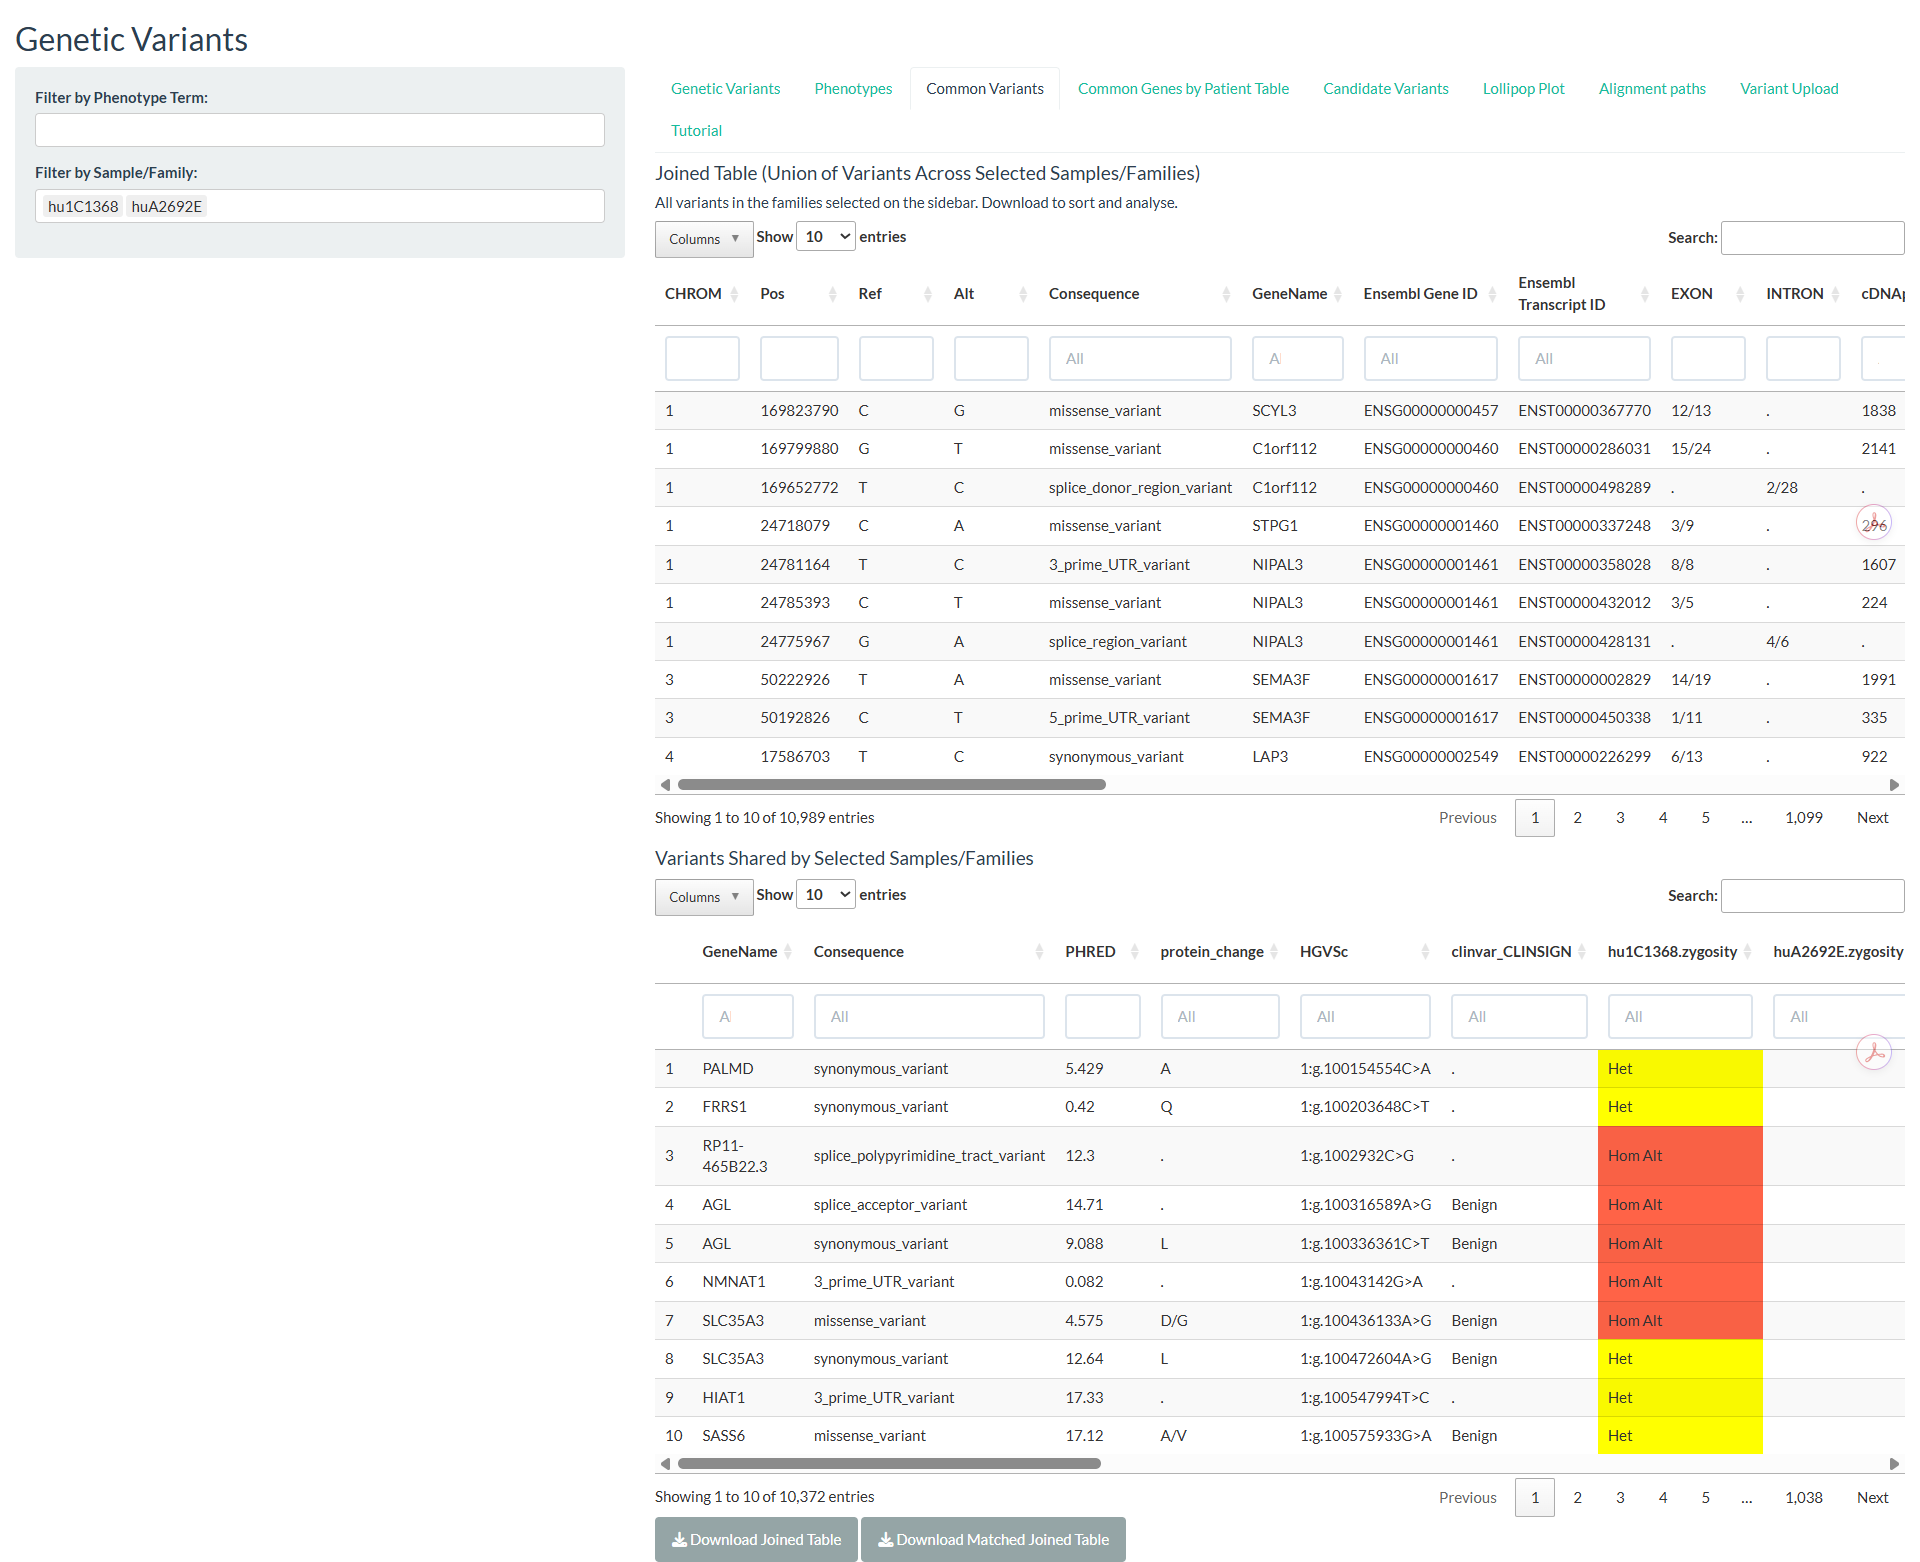 Genetic Variants
Filter by Phenotype Term:
Filter by Sample/Family:
hu1C1368 huA2692E
Genetic Variants Phenotypes Common Variants Common Genes by Patient Table Candidate Variants Lollipop Plot Alignment paths Variant Upload
Tutorial
Joined Table (Union of Variants Across Selected Samples/Families)
All variants in the families selected on the sidebar. Download to sort and analyse.
Columns ▼ Show 10 entries Search:
CHROM Pos Ref Alt Consequence GeneName Ensembl Gene ID Ensembl Transcript ID EXON INTRON
All All All
1 169823790 C G missense_variant SCYL3 ENSG00000000457 ENST00000367770 12/13 . 1838
1 169799880 G T missense_variant C1orf112 ENSG00000000460 ENST00000286031 15/24 . 2141
1 169652772 T C splice_donor_region_variant C1orf112 ENSG00000000460 ENST00000498289 . 2/28 .
1 24718079 C A missense_variant STPG1 ENSG00000001460 ENST00000337248 3/9 . 296
1 24781164 T C 3_prime_UTR_variant NIPAL3 ENSG00000001461 ENST00000358028 8/8 . 1607
1 24785393 C T missense_variant NIPAL3 ENSG00000001461 ENST00000432012 3/5 . 224
1 24775967 G A splice_region_variant NIPAL3 ENSG00000001461 ENST00000428131 . 4/6 .
3 50222926 T A missense_variant SEMA3F ENSG00000001617 ENST00000002829 14/19 . 1991
3 50192826 C T 5_prime_UTR_variant SEMA3F ENSG00000001617 ENST00000450338 1/11 . 335
4 17586703 T C synonymous_variant LAP3 ENSG00000002549 ENST00000226299 6/13 . 922
Showing 1 to 10 of 10,989 entries Previous 1 2 3 4 5 … 1,099 Next
Variants Shared by Selected Samples/Families
Columns ▼ Show 10 entries Search:
GeneName Consequence PHRED protein_change HGVSc clinvar_CLINSIGN hu1C1368.zygosity huA2692E.zygosity
All All All All All All
1 PALMD synonymous_variant 5.429 A 1:g.100154554C>A . Het
2 FRRS1 synonymous_variant 0.42 Q 1:g.100203648C>T . Het
3 RP11-465B22.3 splice_polypyrimidine_tract_variant 12.3 . 1:g.1002932C>G . Hom Alt
4 AGL splice_acceptor_variant 14.71 . 1:g.100316589A>G Benign Hom Alt
5 AGL synonymous_variant 9.088 L 1:g.100336361C>T Benign Hom Alt
6 NMNAT1 3_prime_UTR_variant 0.082 . 1:g.10043142G>A . Hom Alt
7 SLC35A3 missense_variant 4.575 D/G 1:g.100436133A>G Benign Hom Alt
8 SLC35A3 synonymous_variant 12.64 L 1:g.100472604A>G Benign Het
9 HIAT1 3_prime_UTR_variant 17.33 . 1:g.100547994T>C . Het
10 SASS6 missense_variant 17.12 A/V 1:g.100575933G>A Benign Het
Showing 1 to 10 of 10,372 entries Previous 1 2 3 4 5 … 1,038 Next
Download Joined Table Download Matched Joined Table